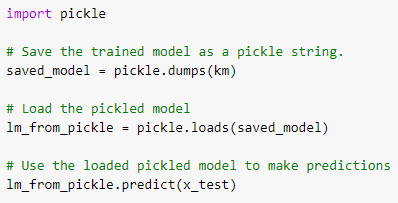 import pickle
# Save the trained model as a pickle string.
saved_model = pickle.dumps(km)
# Load the pickled model
lm_from_pickle = pickle.loads(saved_model)
# Use the loaded pickled model to make predictions
lm_from_pickle.predict(x_test)